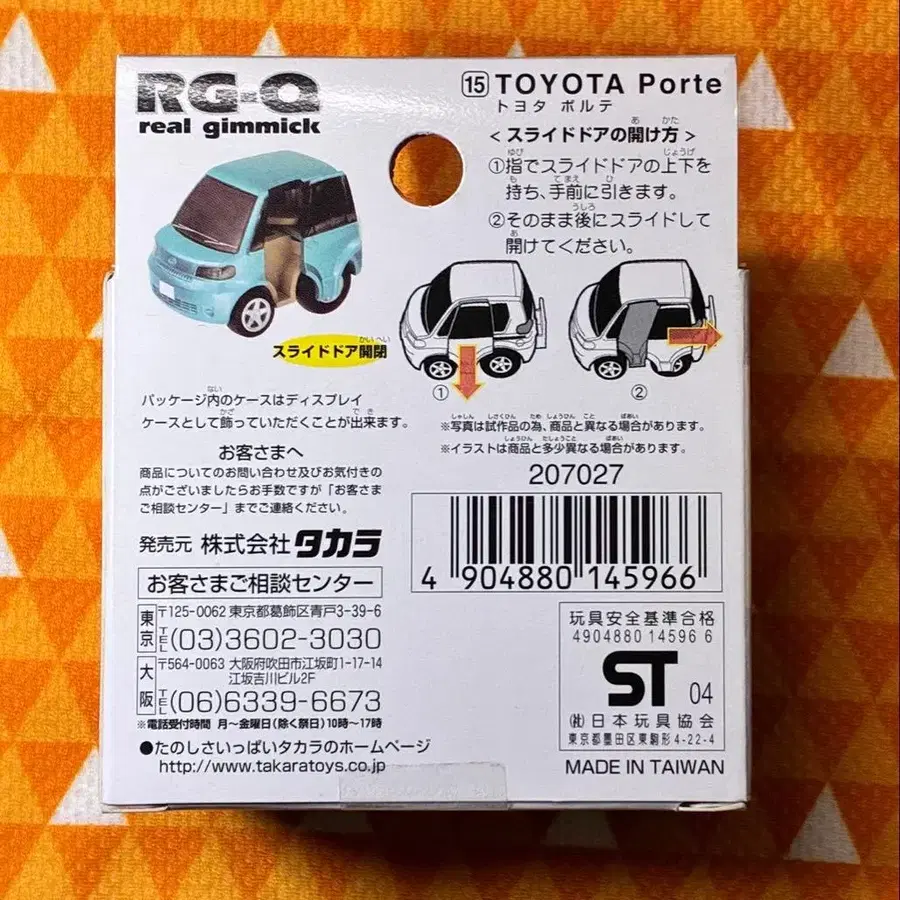 RG-Q
real gimmick
15 TOYOTA Porte
トヨタ ポルテ
<スライドドアの開け方>
①指でスライドドアの上下を
持ち、手前に引きます。
②そのまま後にスライドして
開けてください。
スライドドア開閉
①
②
パッケージ内のケースはディスプレイ
ケースとして飾っていただくことが出来ます。
※写真は試作品の為、商品と異なる場合があります。
※イラストは商品と多少異なる場合があります。
お客さまへ
商品についてのお問い合わせ及びお気付きの
点がございましたらお手数ですが「お客さま
ご相談センター」までご連絡ください。
207027
4 904880 145966
発売元 株式会社タカラ
お客さまご相談センター
東京
〒125-0062 東京都葛飾区青戸3-39-6
TEL (03)3602-3030
大阪
〒564-0063 大阪府吹田市江坂町1-17-14
江坂吉川ビル2F
TEL (06)6339-6673
※電話受付時間 月~金曜日(除く祭日)10時~17時
●たのしさいっぱいタカラのホームページ
http://www.takaratoys.co.jp
玩具安全基準合格
4904880 14596 6
ST 04
㈳日本玩具協会
東京都墨田区東駒形4-22-4
MADE IN TAIWAN